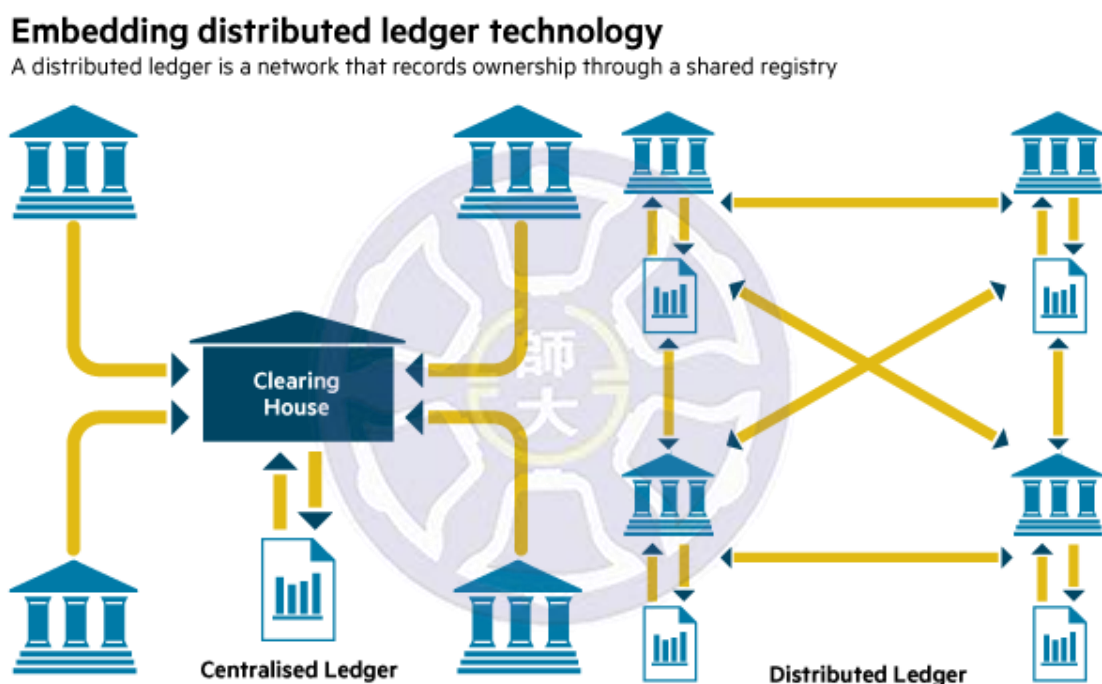 Embedding distributed ledger technology
A distributed ledger is a network that records ownership through a shared registry
師
大
Clearing
House
Centralised Ledger
Distributed Ledger